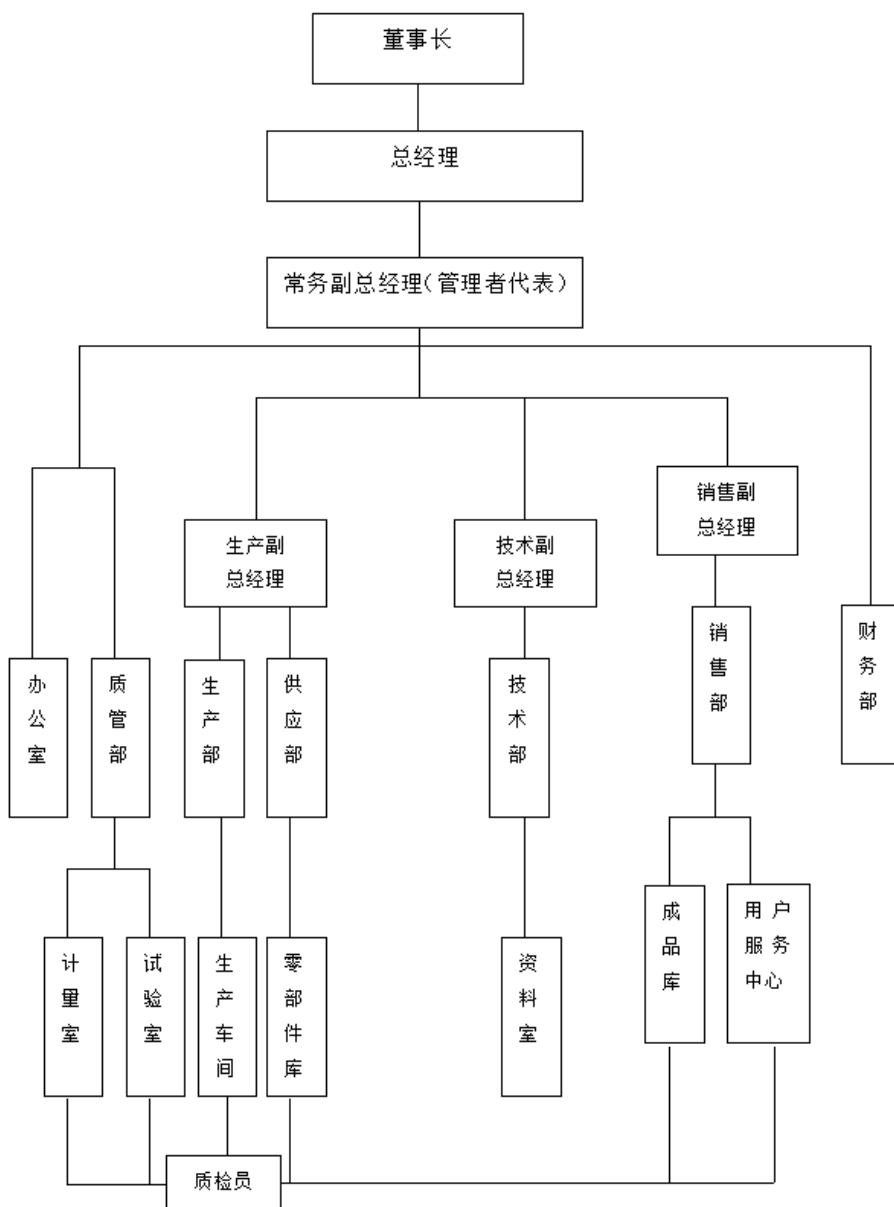 董事长
总经理
常务副总经理(管理者代表)
销售副
总经理
生产副
总经理
技术副
总经理
办公室
质管部
生产部
供应部
技术部
销售部
财务部
计量室
试验室
生产车间
零部件库
资料室
成品库
用户
服务
中心
质检员